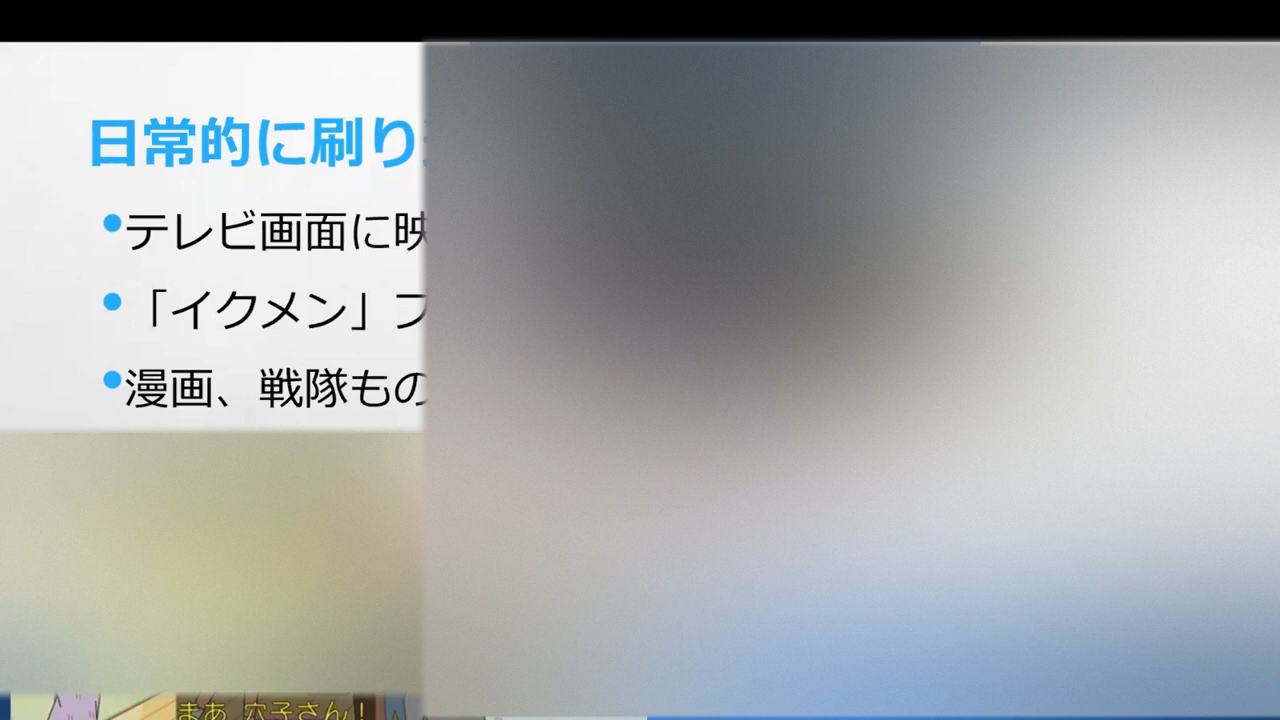 日常的に刷り
テレビ画面に映
「イクメン」ブ
漫画、戦隊もの
まあ 穴子さん!